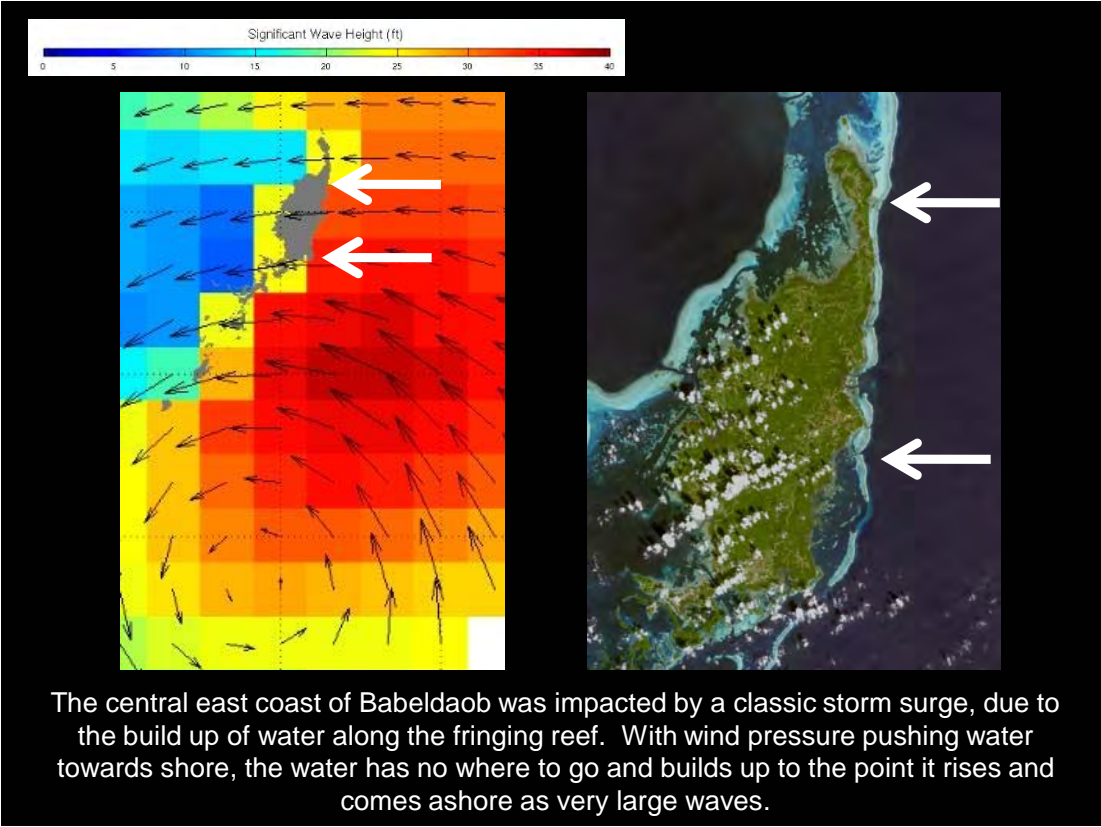 Significant Wave Height (ft)
0 5 10 15 20 25 30 35 40
The central east coast of Babeldaob was impacted by a classic storm surge, due to
the build up of water along the fringing reef.  With wind pressure pushing water
towards shore, the water has no where to go and builds up to the point it rises and
comes ashore as very large waves.